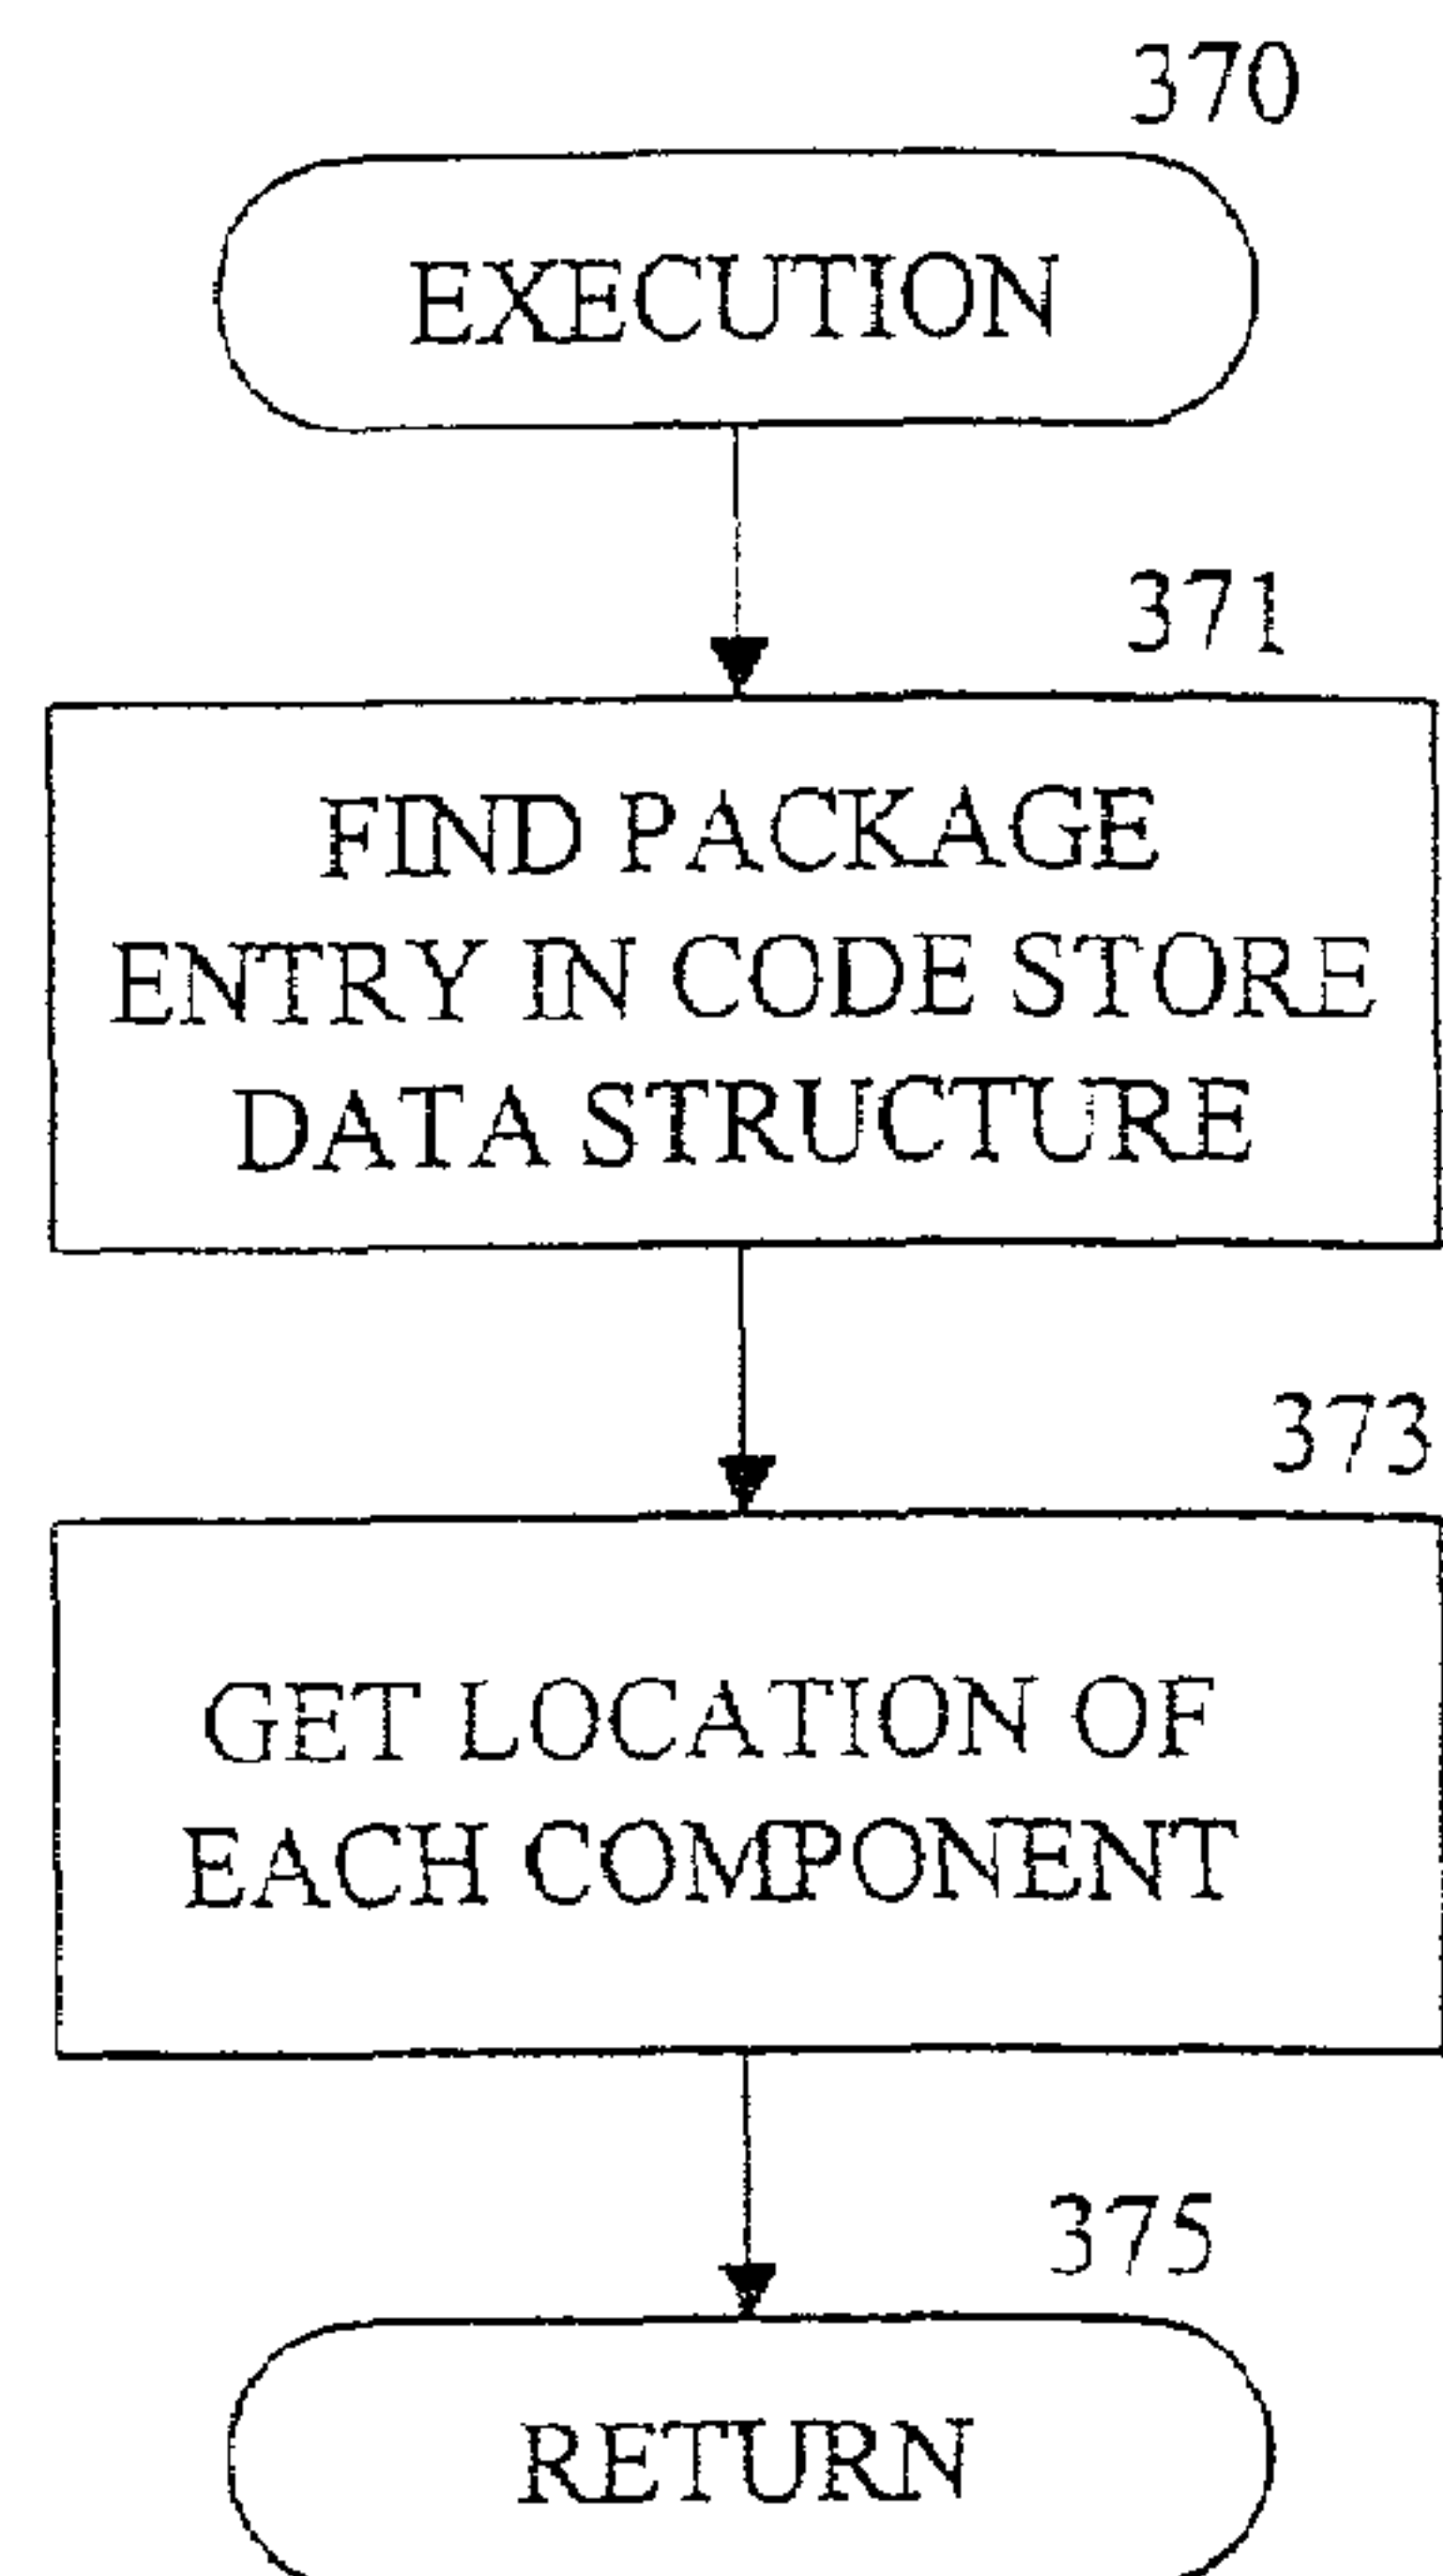 370
EXECUTION
371
FIND PACKAGE
ENTRY IN CODE STORE
DATA STRUCTURE
373
GET LOCATION OF
EACH COMPONENT
375
RETURN